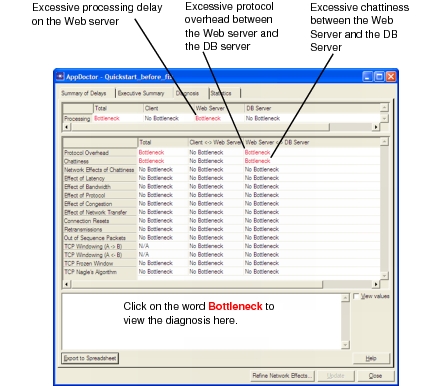 Excessive processing delay
on the Web server
Excessive protocol
overhead between
the Web server and
the DB server
Excessive chattiness
between the Web
Server and the DB
Server
AppDoctor - Quickstart_before_fix
Summary of Delays Executive Summary Diagnosis Statistics
Total Client Web Server DB Server
Processing Bottleneck No Bottleneck Bottleneck No Bottleneck
Total Client <-> Web Server Web Server <-> DB Server
Protocol Overhead Bottleneck No Bottleneck Bottleneck
Chattiness Bottleneck No Bottleneck Bottleneck
Network Effects of Chattiness No Bottleneck No Bottleneck No Bottleneck
Effect of Latency No Bottleneck No Bottleneck No Bottleneck
Effect of Bandwidth No Bottleneck No Bottleneck No Bottleneck
Effect of Protocol No Bottleneck No Bottleneck No Bottleneck
Effect of Congestion No Bottleneck No Bottleneck No Bottleneck
Effect of Network Transfer No Bottleneck No Bottleneck No Bottleneck
Connection Resets No Bottleneck No Bottleneck No Bottleneck
Retransmissions No Bottleneck No Bottleneck No Bottleneck
Out of Sequence Packets No Bottleneck No Bottleneck No Bottleneck
TCP Windowing (A -> B) N/A No Bottleneck No Bottleneck
TCP Windowing (A <- B) N/A No Bottleneck No Bottleneck
TCP Frozen Window No Bottleneck No Bottleneck No Bottleneck
TCP Nagle's Algorithm No Bottleneck No Bottleneck No Bottleneck
Click on the word Bottleneck to
view the diagnosis here.
View values
Export to Spreadsheet Help
Refine Network Effects... Update Close